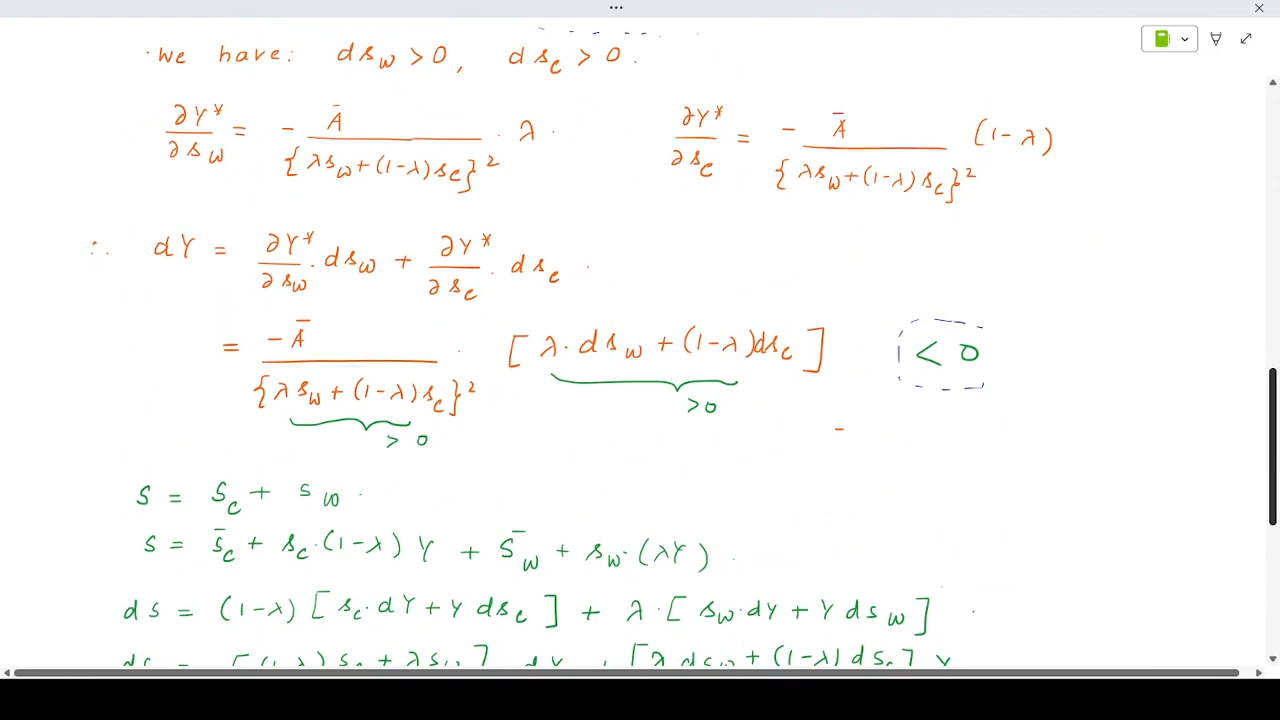 · we have: ds_w > 0, ds_c > 0.
∂Y*/∂s_w = - Ā/{λs_w+(1-λ)s_c}² · λ· ∂Y*/∂s_c = - Ā/{λs_w+(1-λ)s_c}² (1-λ)
∴ dY = ∂Y*/∂s_w · ds_w + ∂Y*/∂s_c · ds_c ·
= -Ā/{λs_w+(1-λ)s_c}² · [λ·ds_w+(1-λ)ds_c] < 0
> 0
> 0
-
S = S_c + S_w ·
S = S̄_c + s_c·(1-λ)Y + S̄_w + s_w·(λY) ·
ds = (1-λ)[s_c·dY+Y ds_c] + λ·[s_w·dY+Y ds_w] ·